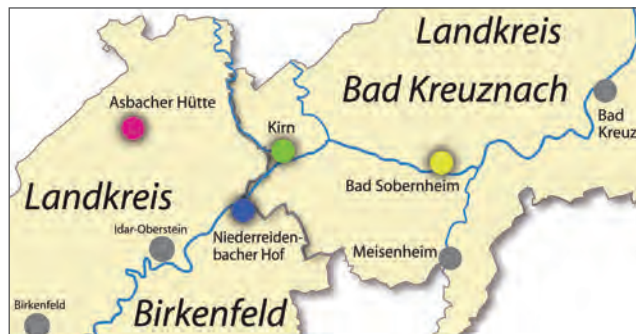 Landkreis
Bad Kreuznach
Asbacher Hütte
Kirn
Bad
Kreuz
Bad Sobernheim
Landkreis
Idar-Oberstein
Niederreiden-
bacher Hof
Meisenheim
Birkenfeld
Birkenfeld